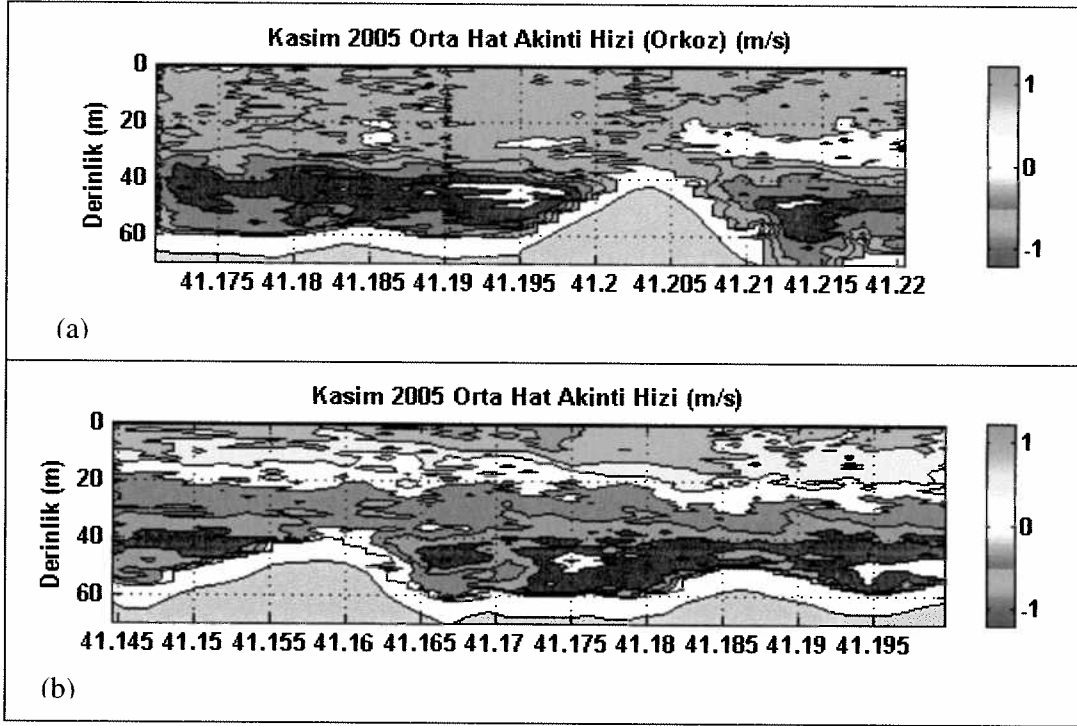 Kasim 2005 Orta Hat Akinti Hizi (Orkoz) (m/s)
0
20
40
60
Derinlik (m)
41.175 41.18 41.185 41.19 41.195 41.2 41.205 41.21 41.215 41.22
1
0
-1
(a)
Kasim 2005 Orta Hat Akinti Hizi (m/s)
0
20
40
60
Derinlik (m)
41.145 41.15 41.155 41.16 41.165 41.17 41.175 41.18 41.185 41.19 41.195
1
0
-1
(b)